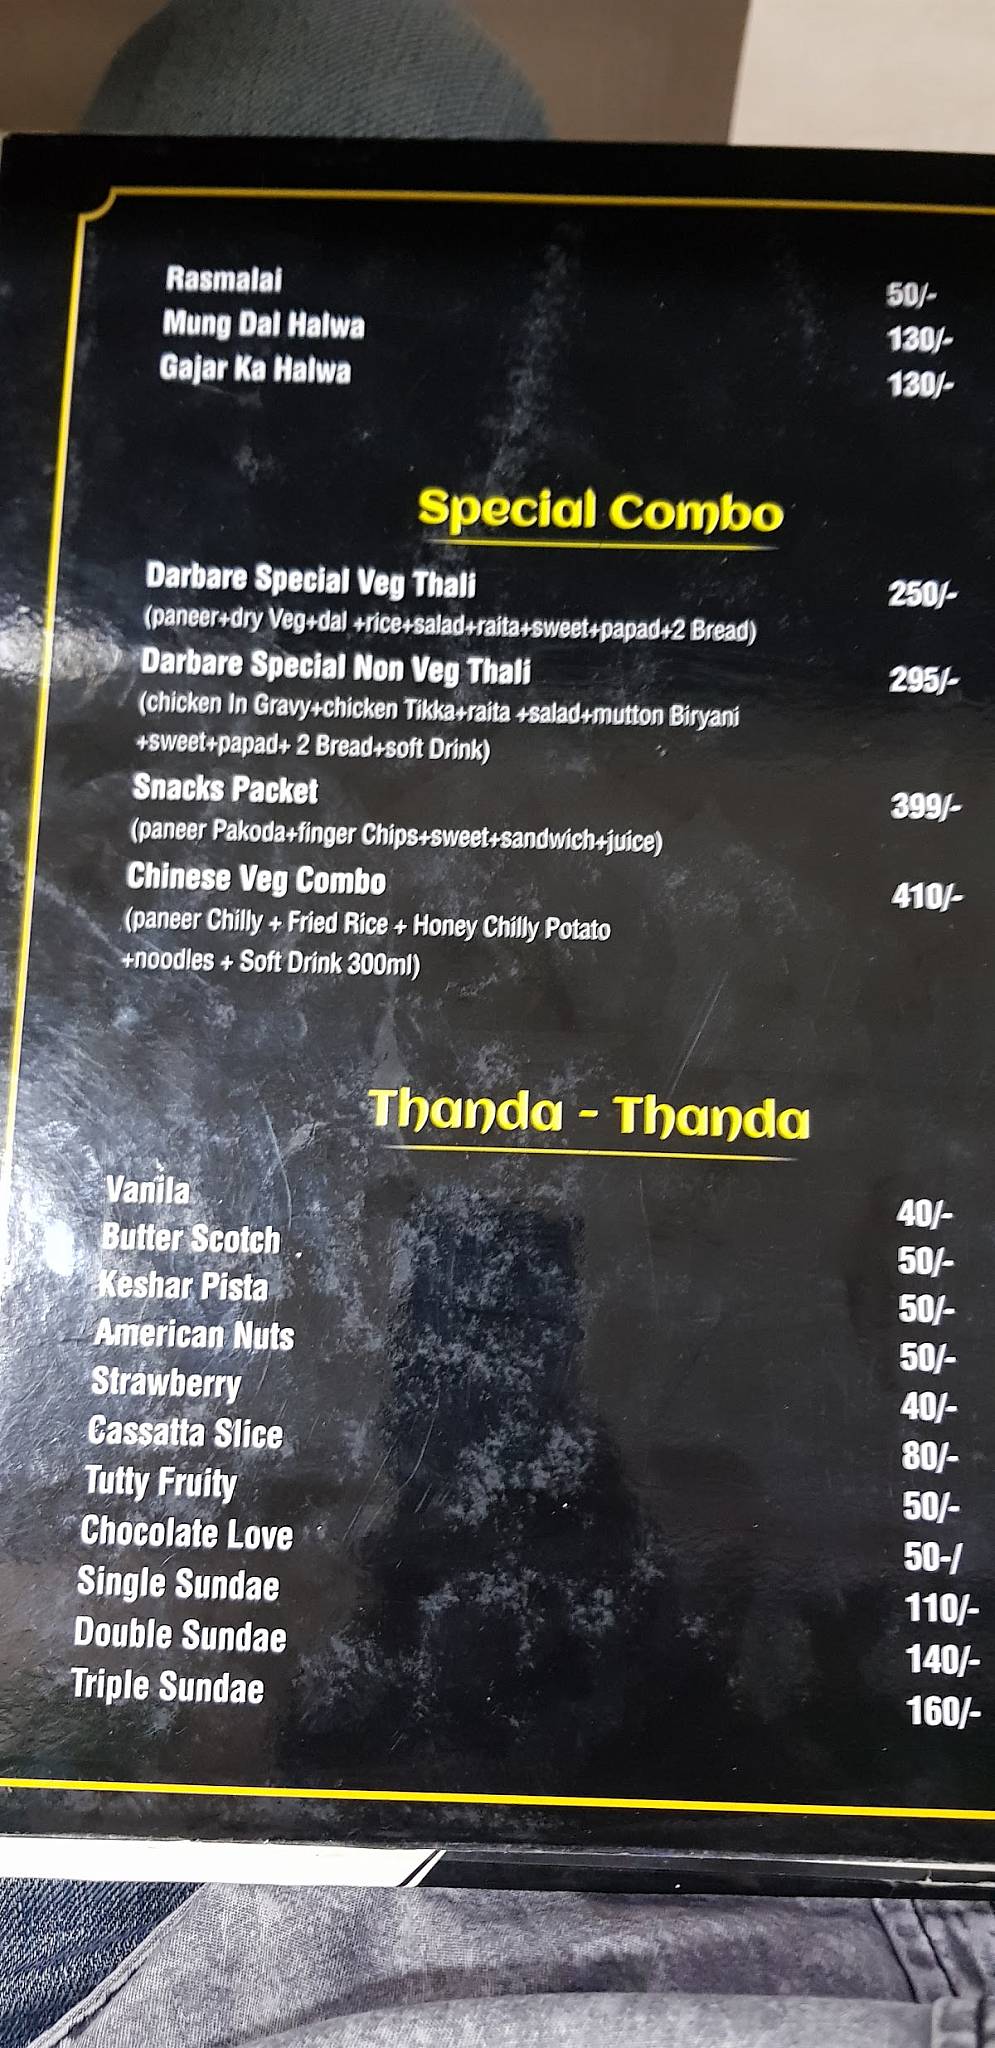 Rasmalai 50/-
Mung Dal Halwa 130/-
Gajar Ka Halwa 130/-
Special Combo
Darbare Special Veg Thali 250/-
(paneer+dry Veg+dal +rice+salad+raita+sweet+papad+2 Bread)
Darbare Special Non Veg Thali 295/-
(chicken In Gravy+chicken Tikka+raita +salad+mutton Biryani
+sweet+papad+ 2 Bread+soft Drink)
Snacks Packet 399/-
(paneer Pakoda+finger Chips+sweet+sandwich+juice)
Chinese Veg Combo 410/-
(paneer Chilly + Fried Rice + Honey Chilly Potato
+noodles + Soft Drink 300ml)
Thanda - Thanda
Vanila 40/-
Butter Scotch 50/-
Keshar Pista 50/-
American Nuts 50/-
Strawberry 40/-
Cassatta Slice 80/-
Tutty Fruity 50/-
Chocolate Love 50-/
Single Sundae 110/-
Double Sundae 140/-
Triple Sundae 160/-